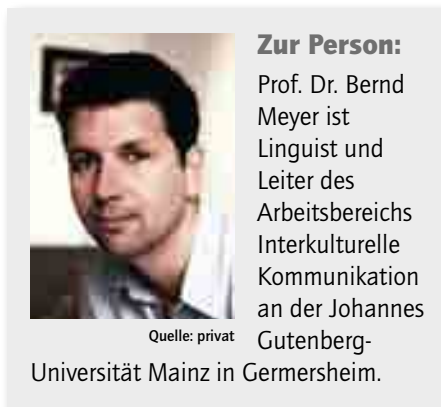 Zur Person:
Prof. Dr. Bernd
Meyer ist
Linguist und
Leiter des
Arbeitsbereichs
Interkulturelle
Kommunikation
an der Johannes
Quelle: privat
Gutenberg-
Universität Mainz in Germersheim.